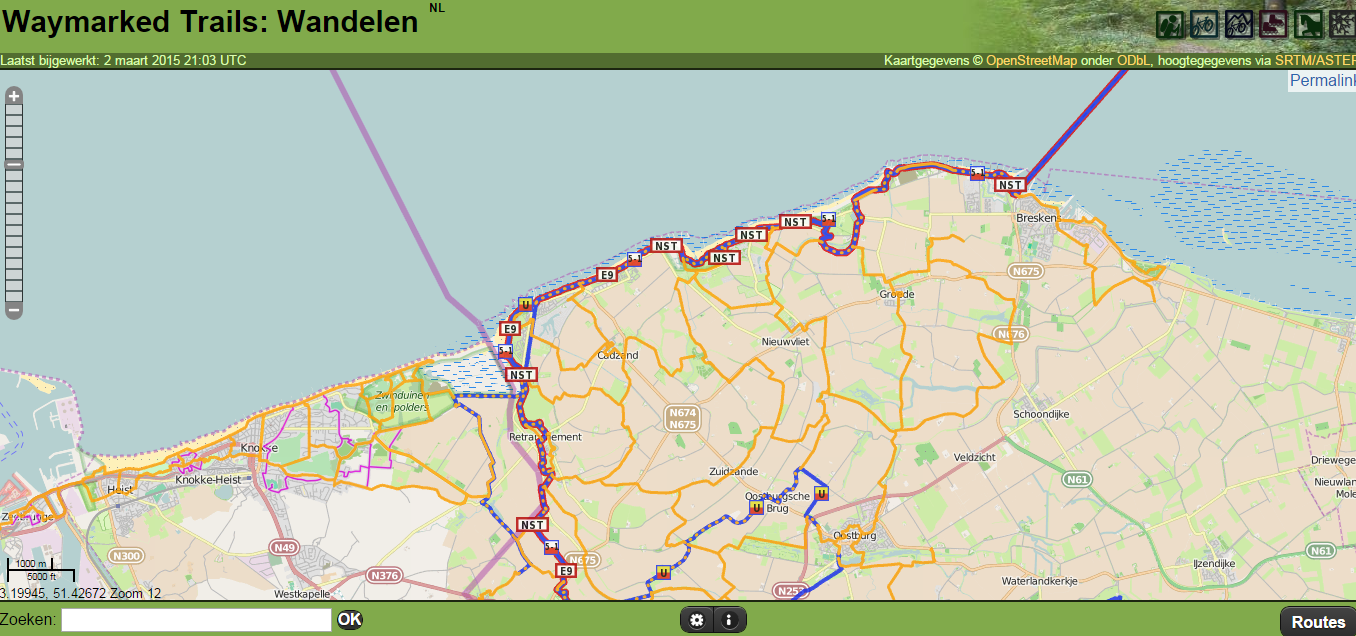 Waymarked Trails: Wandelen NL
Laatst bijgewerkt: 2 maart 2015 21:03 UTC
Kaartgegevens © OpenStreetMap onder ODbL, hoogtegegevens via SRTM/ASTER
Permalink
5-1
NST
Breskens
NST
5-1
NST
NST
NST
5-1
E9
N675
Groede
U
E9
N676
Nieuwvliet
5-1
Cadzand
NST
Zwinduinen
en polders
N674
N675
Schoondijke
Retranchement
Knokke
Veldzicht
Driewege
Zuidzande
Knokke-Heist
N61
Heist
Nieuwlan
Mole
Oostburgsche
Brug
U
U
Zeebrugge
NST
Oostburg
5-1
N49
N300
N675
N61
IJzendijke
E9
U
N376
1000 m
5000 ft
Waterlandkerkje
3.19945, 51.42672 Zoom 12
Westkapelle
N25
Zoeken:
OK
Routes